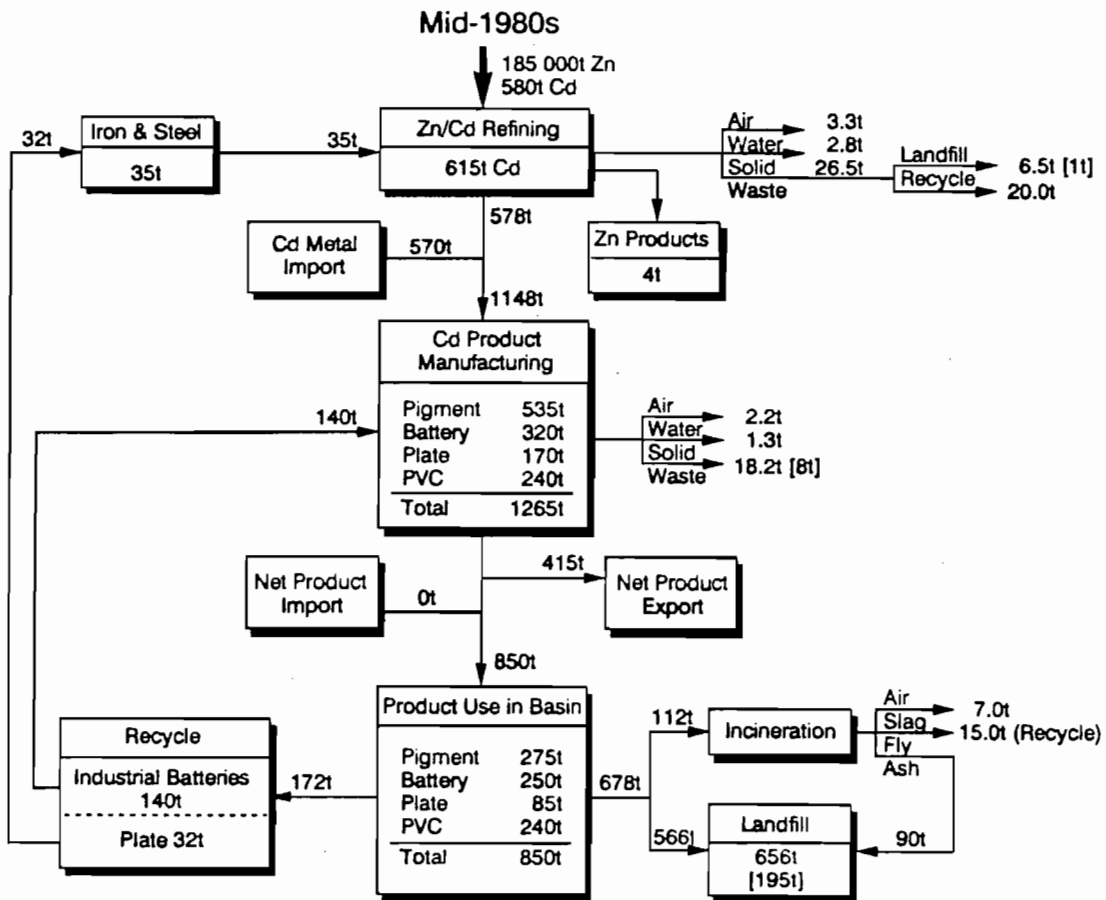 Mid-1980s
185 000t Zn
580t Cd
32t
Iron & Steel
35t
35t
Zn/Cd Refining
615t Cd
Air 3.3t
Water 2.8t
Solid 26.5t
Waste
Landfill 6.5t [1t]
Recycle 20.0t
578t
Cd Metal
Import
570t
Zn Products
4t
1148t
Cd Product
Manufacturing
Pigment 535t
Battery 320t
Plate 170t
PVC 240t
Total 1265t
140t
Air 2.2t
Water 1.3t
Solid 18.2t [8t]
Waste
Net Product
Import
0t
415t
Net Product
Export
850t
Product Use in Basin
Pigment 275t
Battery 250t
Plate 85t
PVC 240t
Total 850t
Recycle
Industrial Batteries
140t
Plate 32t
172t
678t
112t
Incineration
Air 7.0t
Slag 15.0t (Recycle)
Fly
Ash
566t
Landfill
656t
[195t]
90t